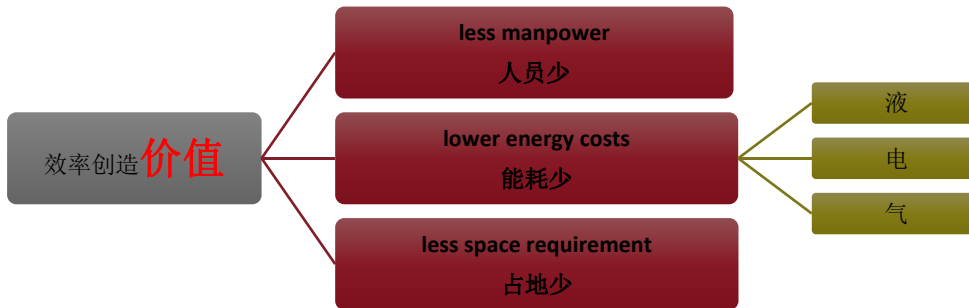 效率创造价值
less manpower
人员少
lower energy costs
能耗少
less space requirement
占地少
液
电
气